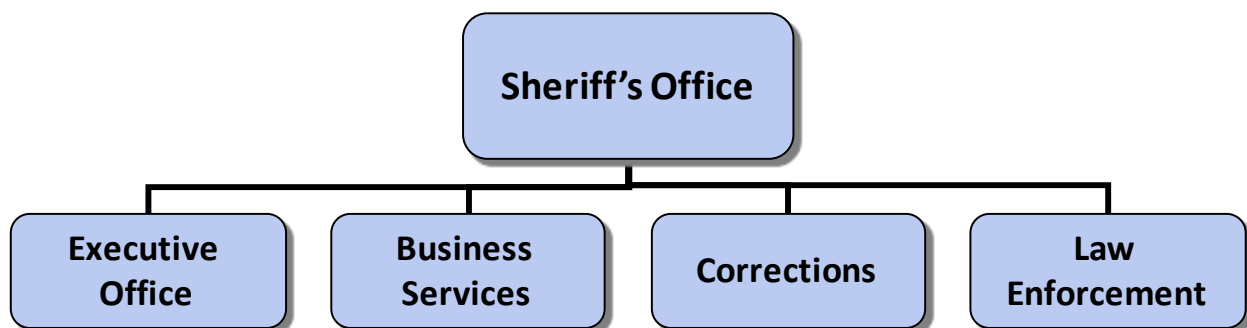 Sheriff’s Office
Executive
Office
Business
Services
Corrections
Law
Enforcement